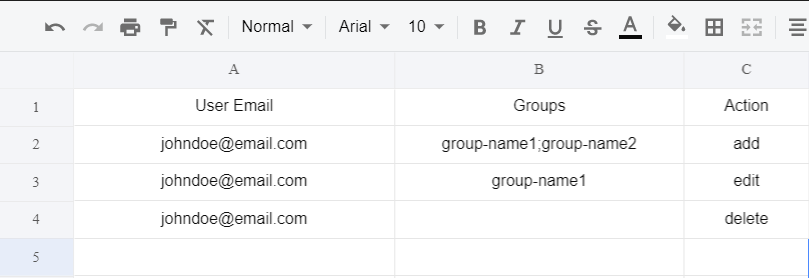 Normal Arial 10 B I U S A
A B C
1 User Email Groups Action
2 johndoe@email.com group-name1;group-name2 add
3 johndoe@email.com group-name1 edit
4 johndoe@email.com delete
5